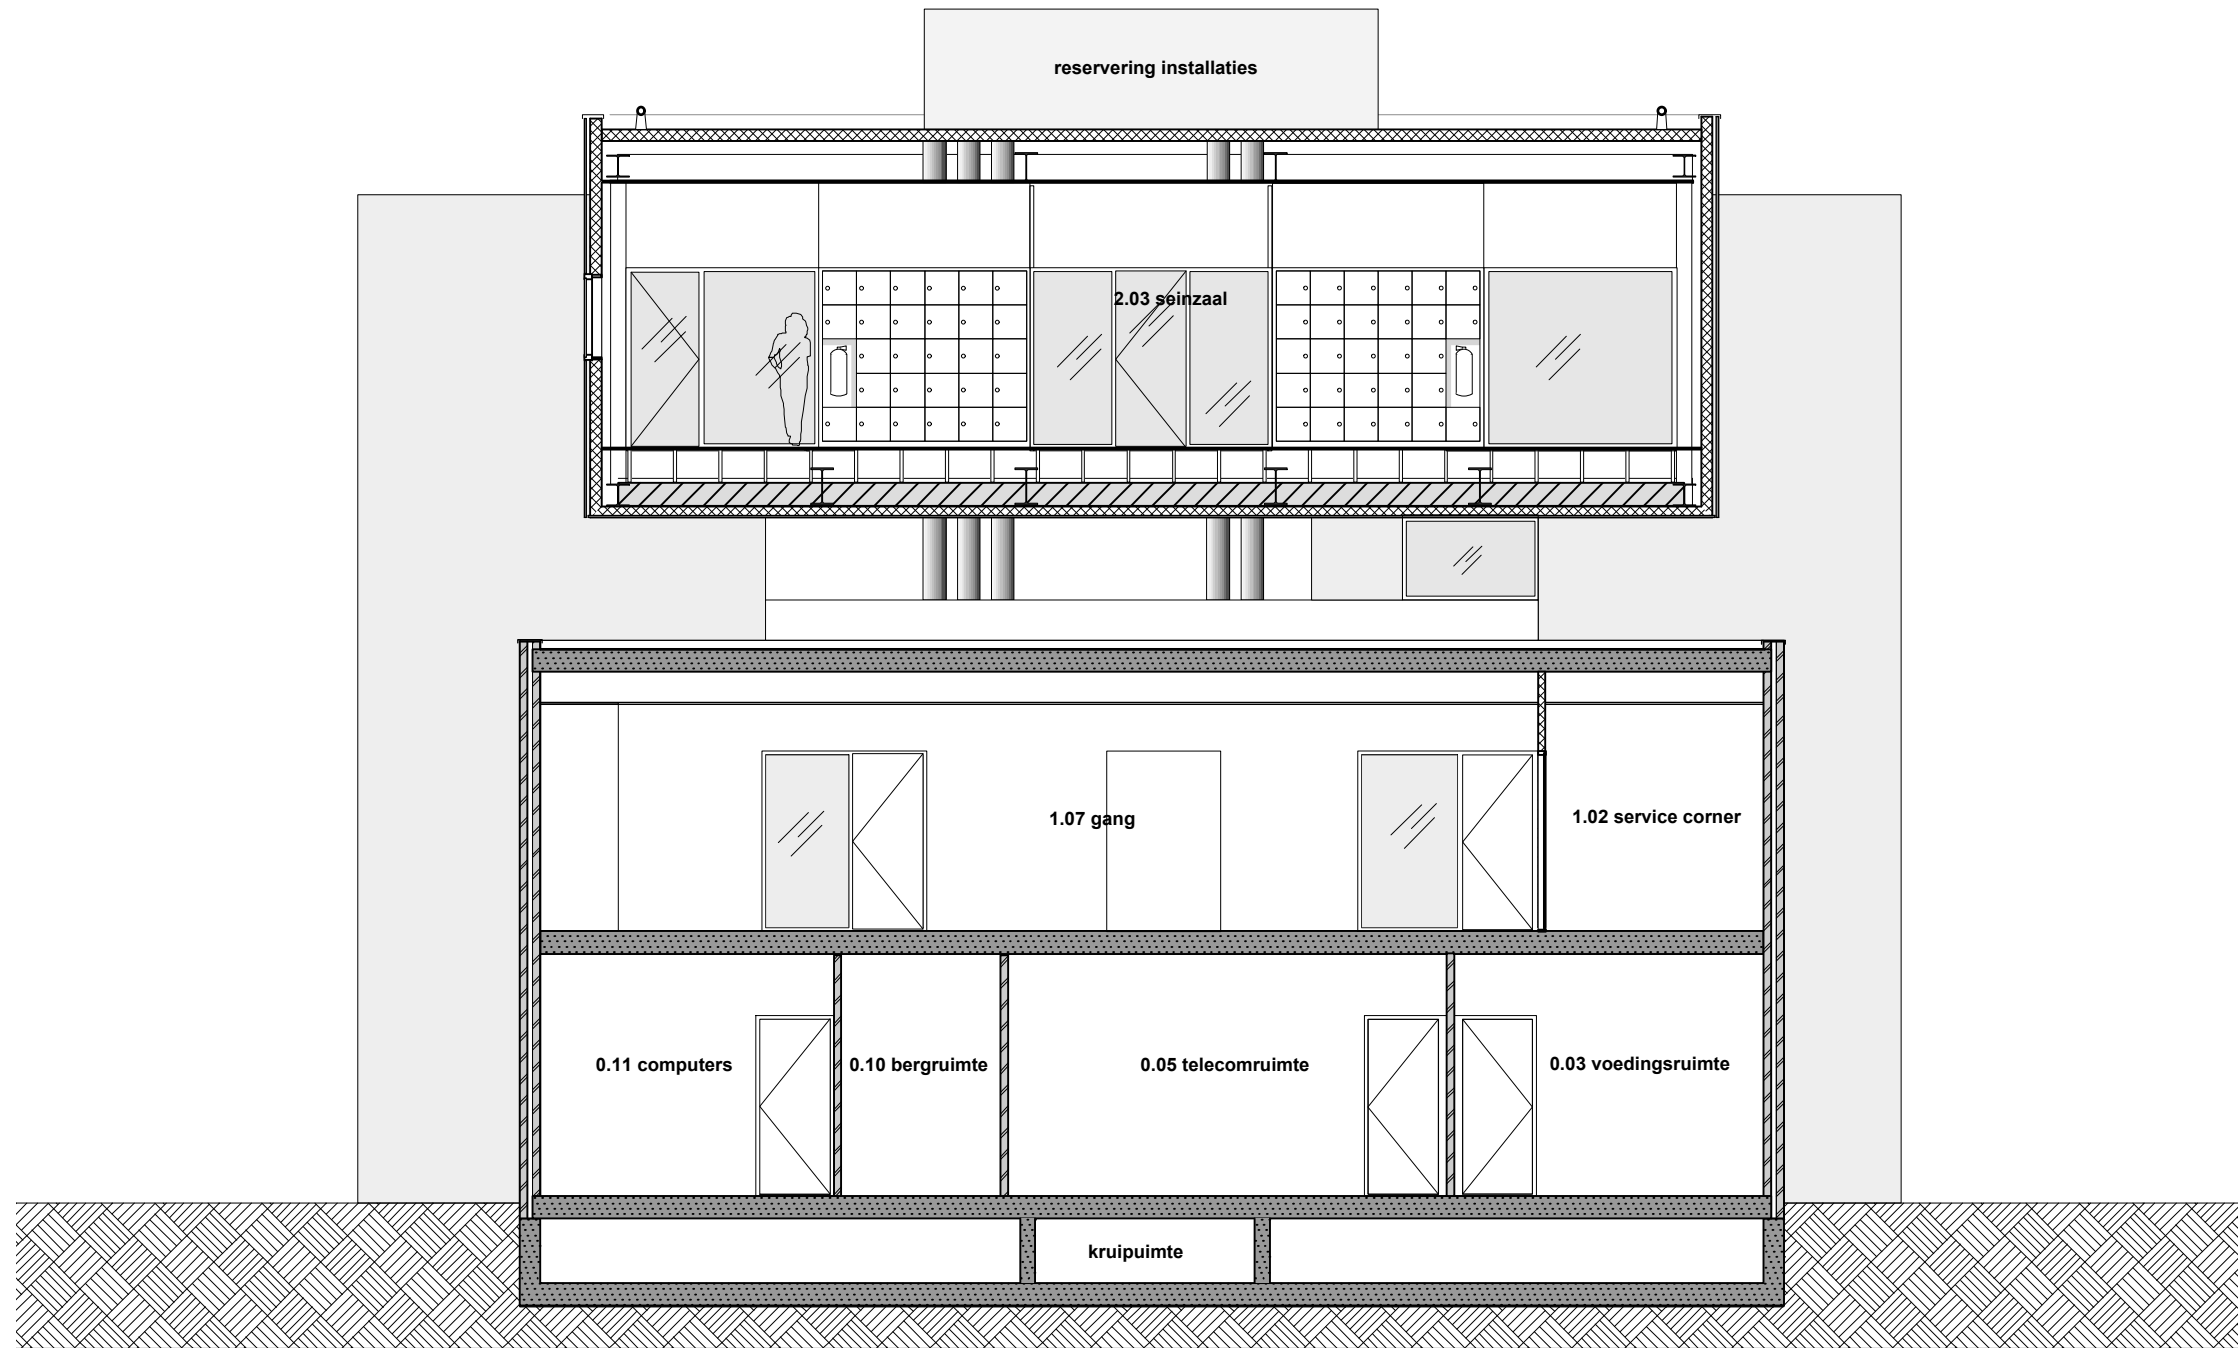 reservering installaties
2.03 seinzaal
1.07 gang
1.02 service corner
0.11 computers
0.10 bergruimte
0.05 telecomruimte
0.03 voedingsruimte
kruipuimte